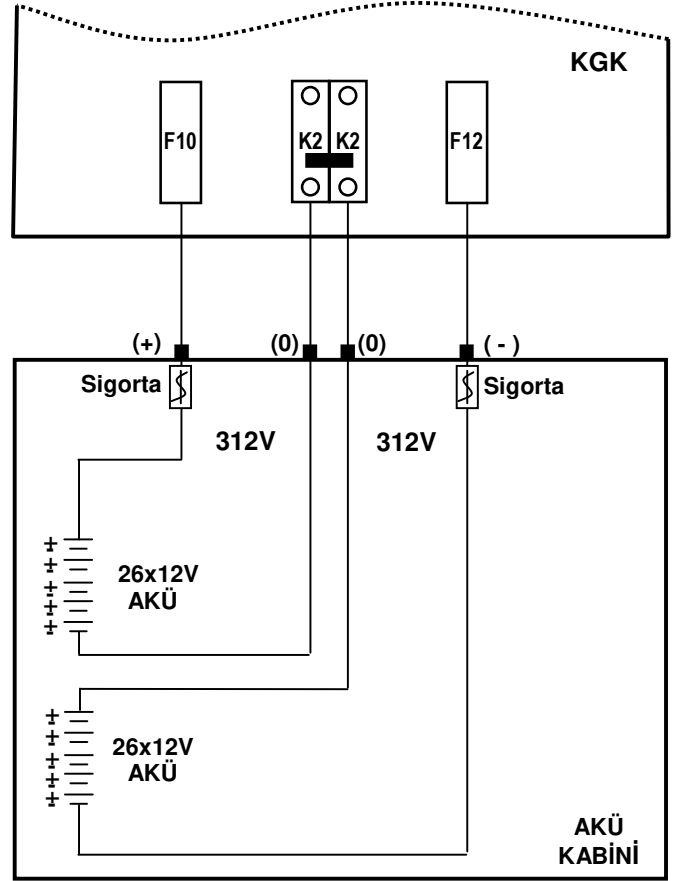 KGK
F10
K2 K2
F12
(+)
(0)
(0)
( - )
Sigorta
Sigorta
312V
312V
+
+
+
+
+
26x12V
AKÜ
+
+
+
+
+
26x12V
AKÜ
AKÜ
KABİNİ